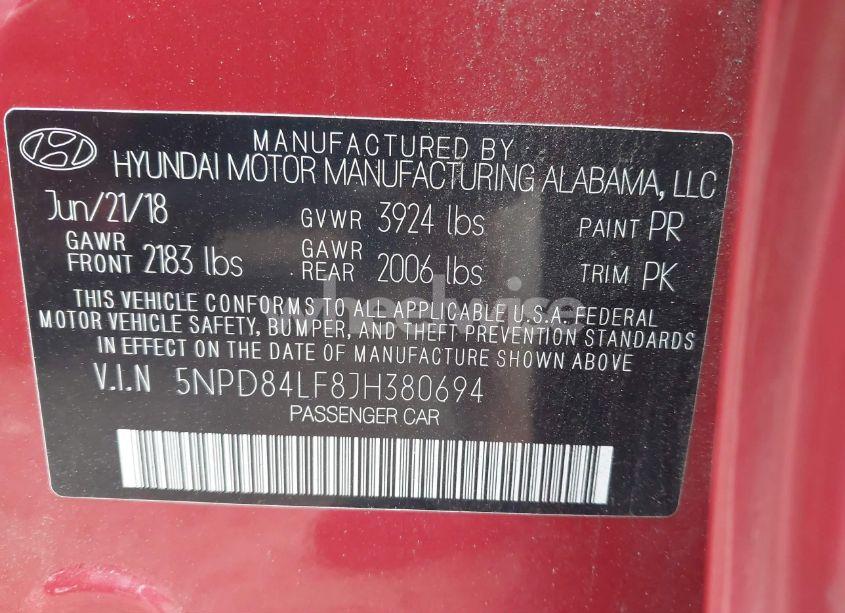 MANUFACTURED BY
HYUNDAI MOTOR MANUFACTURING ALABAMA, LLC
Jun/21/18 GVWR 3924 lbs PAINT PR
GAWR FRONT 2183 lbs GAWR REAR 2006 lbs TRIM PK
THIS VEHICLE CONFORMS TO ALL APPLICABLE U.S.A. FEDERAL
MOTOR VEHICLE SAFETY, BUMPER, AND THEFT PREVENTION STANDARDS
IN EFFECT ON THE DATE OF MANUFACTURE SHOWN ABOVE
V.I.N 5NPD84LF8JH380694
PASSENGER CAR